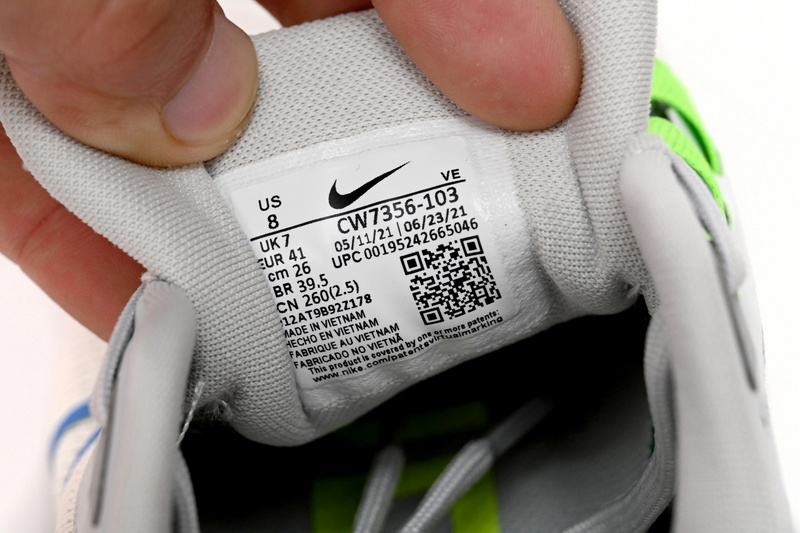 US
8
VE
UK 7
CW7356-103
EUR 41
05/11/21 | 06/23/21
cm 26
UPC 00195242665046
BR 39.5
CN 260(2.5)
12AT9B92Z178
MADE IN VIETNAM
HECHO EN VIETNAM
FABRIQUE AU VIETNAM
FABRICADO NO VIETNÃ
This product is covered by one or more patents:
www.nike.com/patentsvirtualmarking